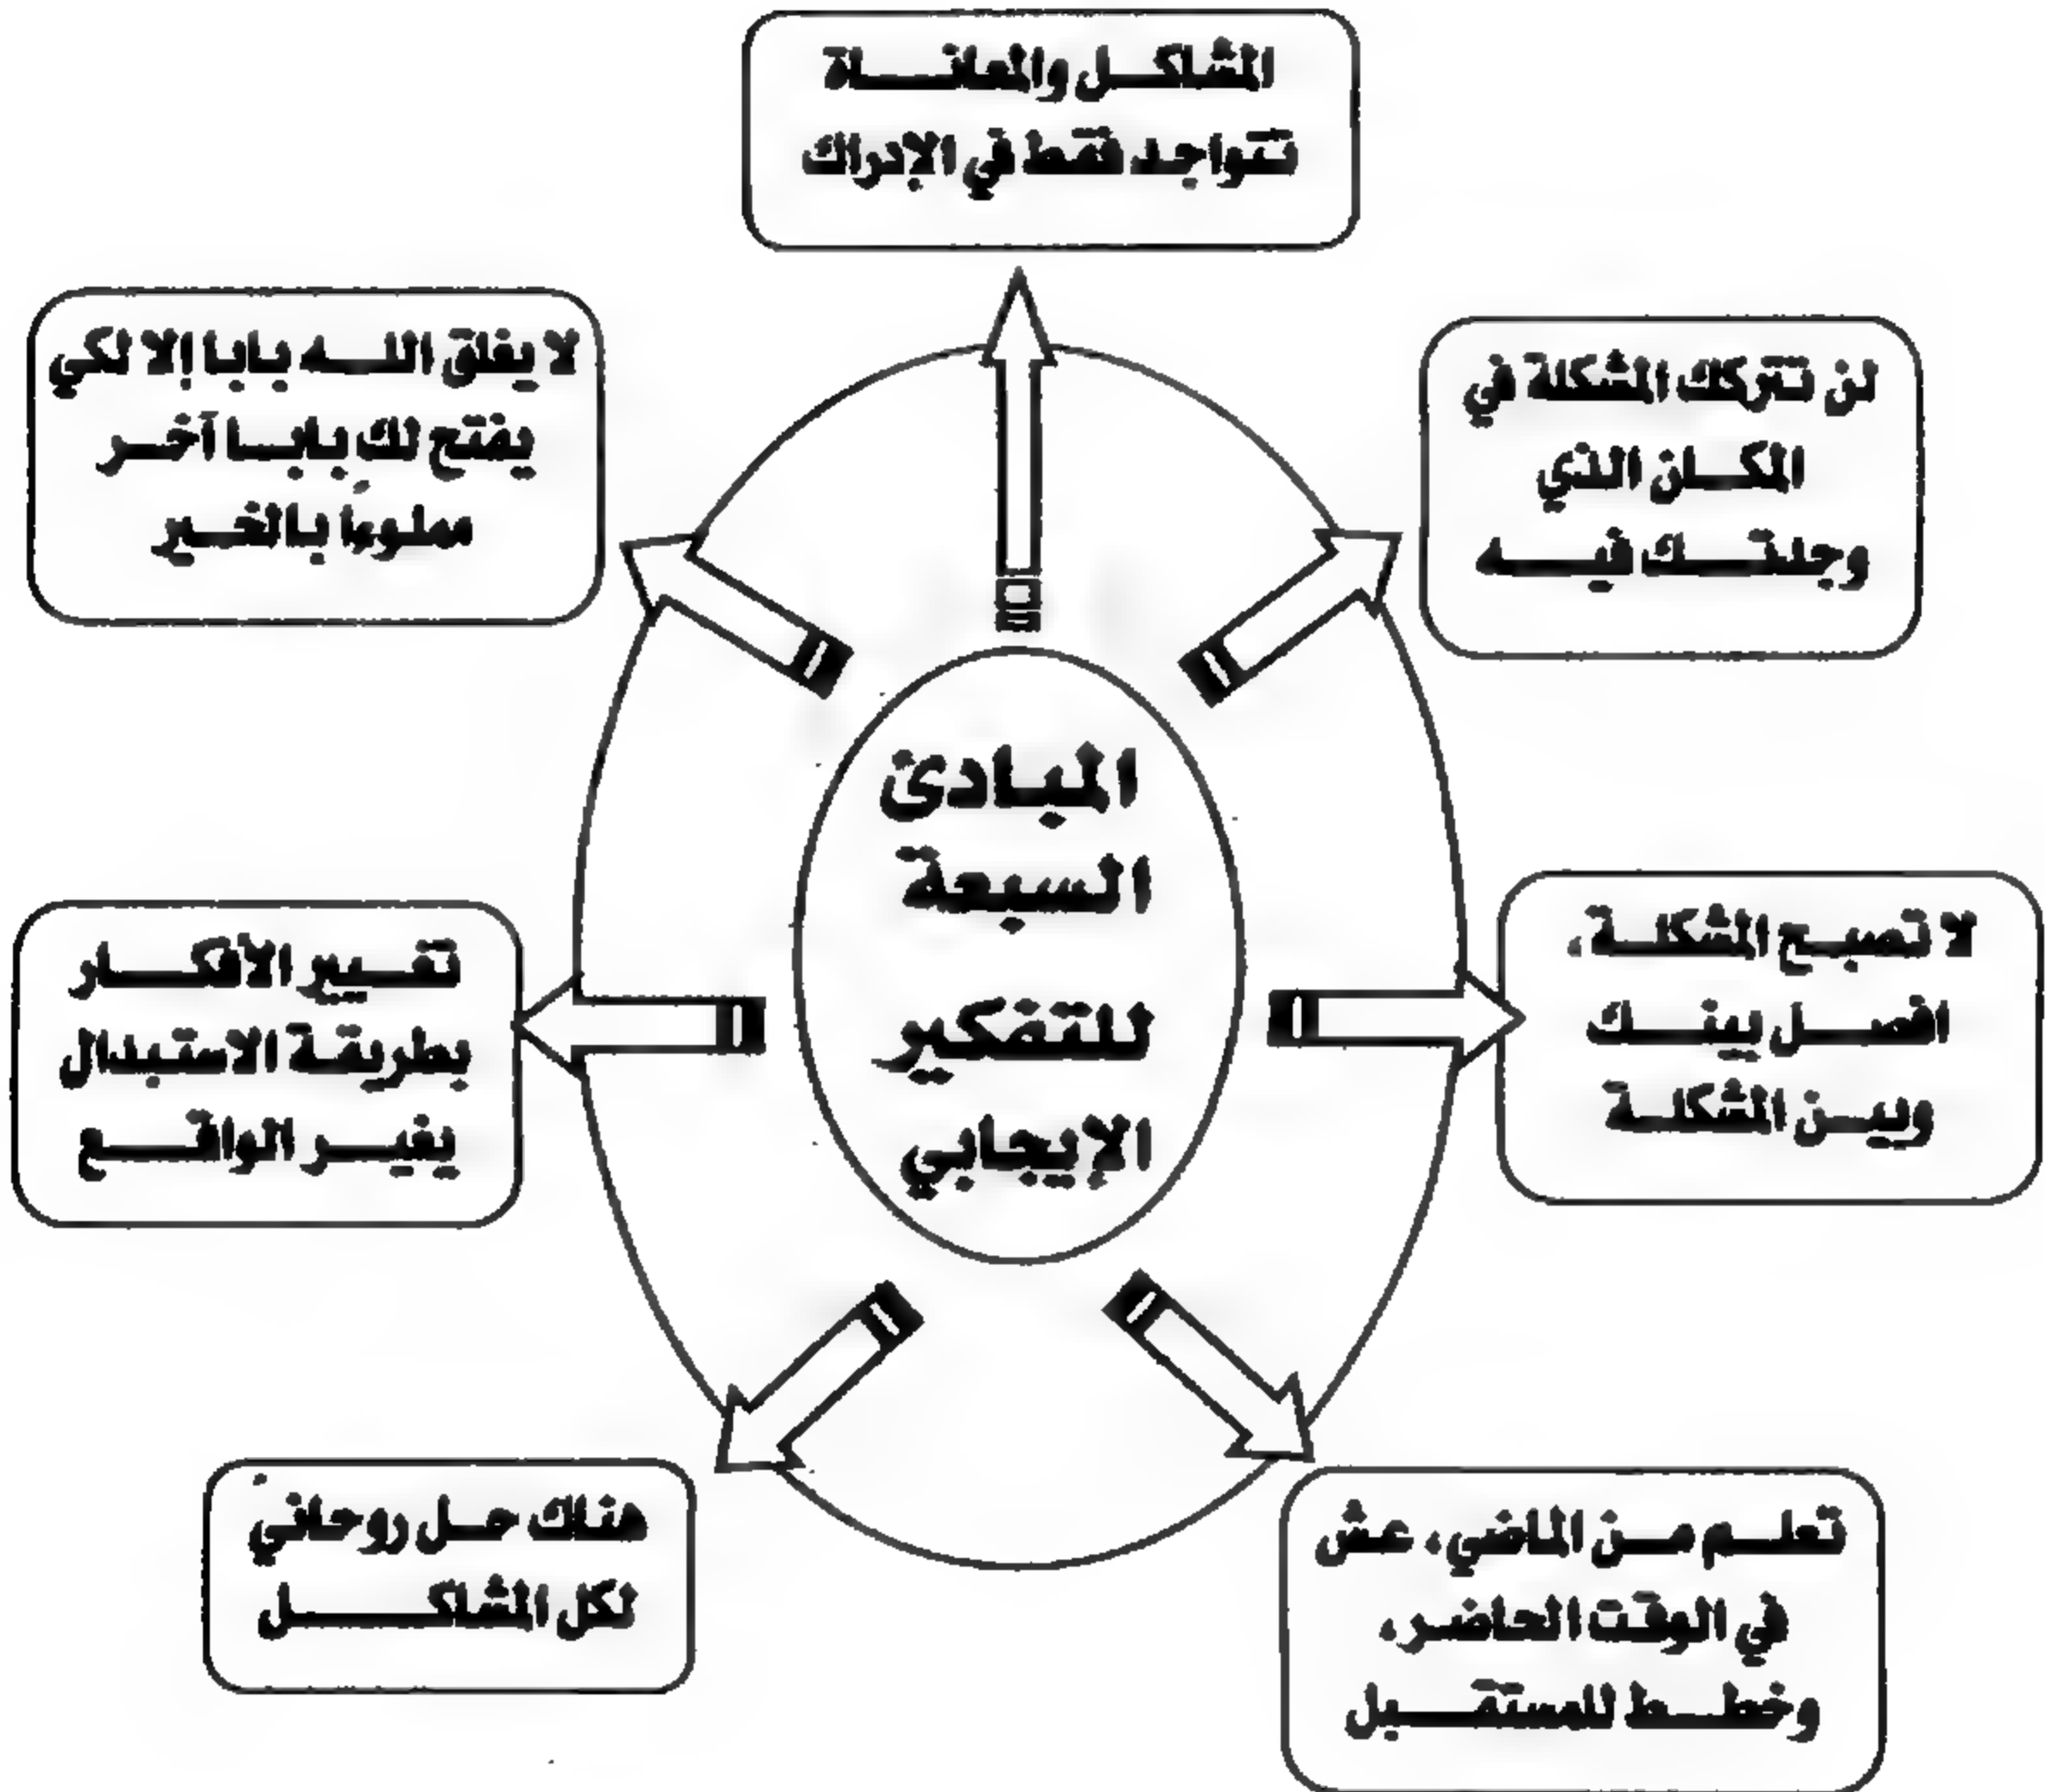 المشاكل والمعاناة
تتواجد فقط في الإدراك
لن تتركك المشكلة في
المكان الذي
وجدتك فيه
لا تصبح المشكلة،
افصل بينك
وبين المشكلة
تعلم من الماضي، عش
في الوقت الحاضر،
وخطط للمستقبل
هناك حل روحاني
لكل المشاكل
تغيير الأفكار
بطريقة الاستبدال
يغير الواقع
لا يغلق الله بابا إلا لكي
يفتح لك بابا آخر
مملوءاً بالخير
المبادئ
السبعة
للتفكير
الإيجابي